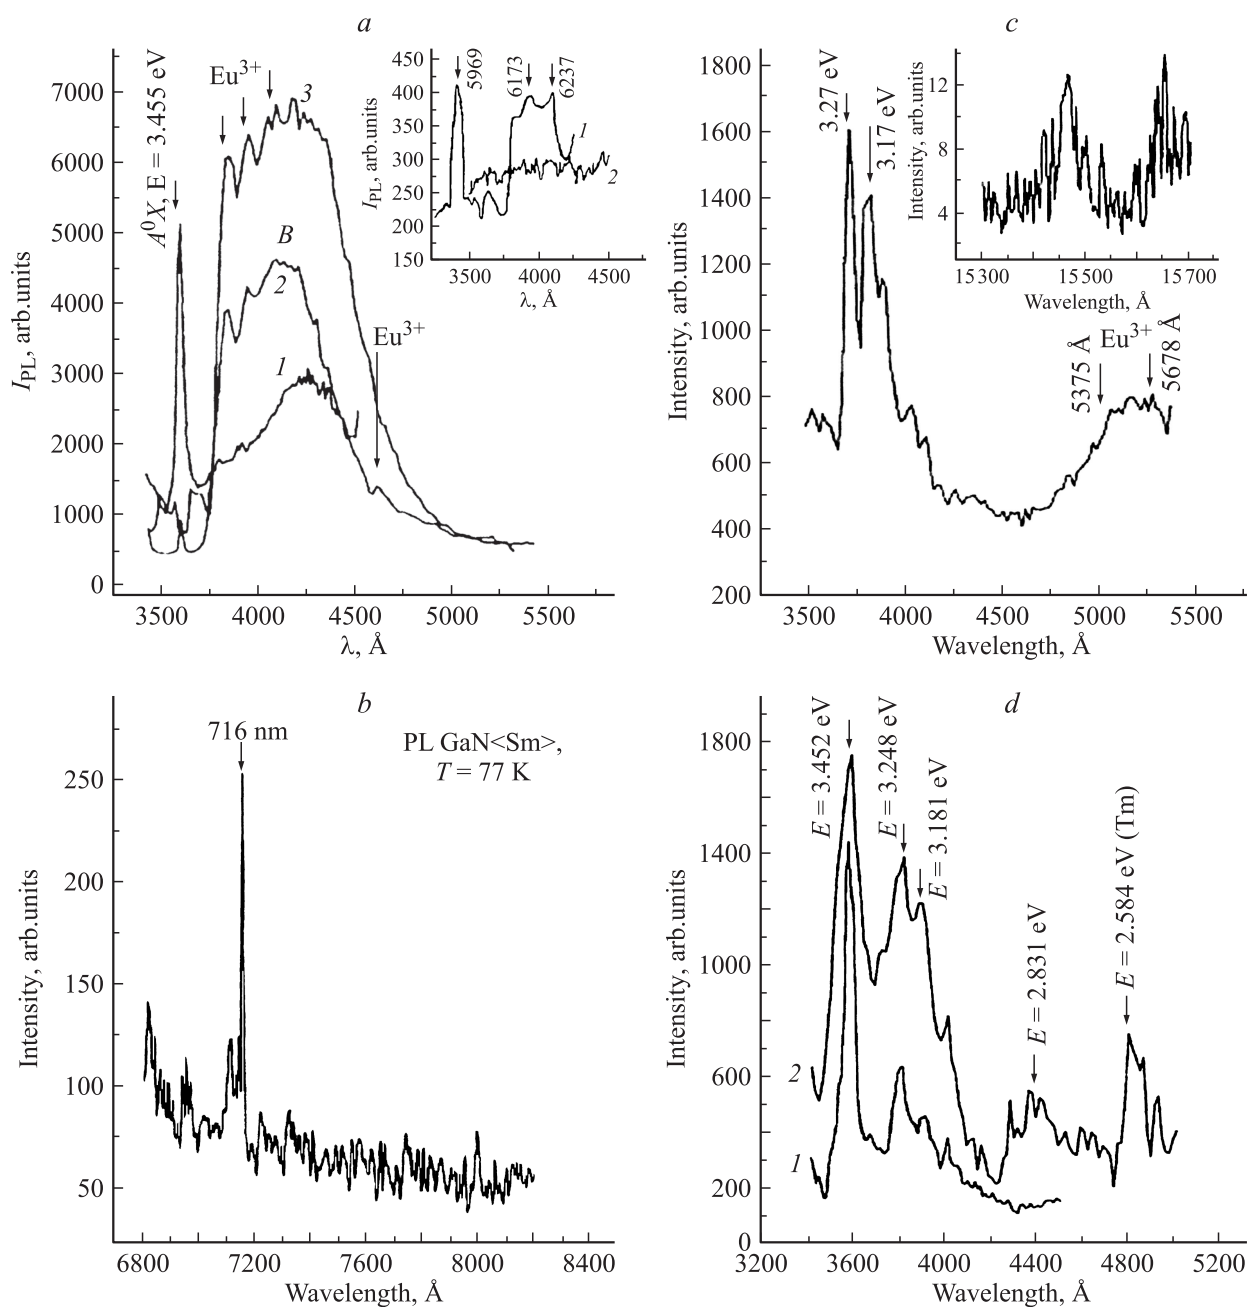 a
A⁰X, E = 3.455 eV
Eu³⁺
3
B
2
1
Eu³⁺
I_PL, arb.units
7000
6000
5000
4000
3000
2000
1000
0
3500 4000 4500 5000 5500
λ, Å
5969
6173
6237
1
2
I_PL, arb.units
450
400
350
300
250
200
150
3500 4000 4500
λ, Å
c
3.27 eV
3.17 eV
5375 Å
Eu³⁺
5678 Å
Intensity, arb.units
1800
1600
1400
1200
1000
800
600
400
200
3500 4000 4500 5000 5500
Wavelength, Å
Intensity, arb.units
12
8
4
15300 15500 15700
Wavelength, Å
b
716 nm
PL GaN<Sm>,
T = 77 K
Intensity, arb.units
250
200
150
100
50
6800 7200 7600 8000 8400
Wavelength, Å
d
E = 3.452 eV
E = 3.248 eV
E = 3.181 eV
E = 2.831 eV
E = 2.584 eV (Tm)
2
1
Intensity, arb.units
1800
1400
1000
600
200
0
3200 3600 4000 4400 4800 5200
Wavelength, Å